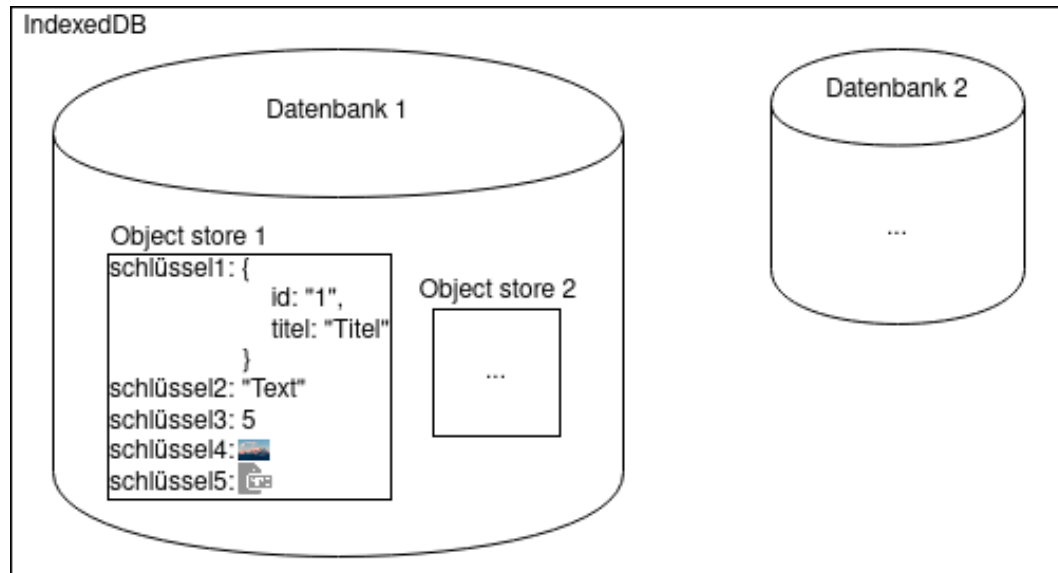 IndexedDB
Datenbank 1
Datenbank 2
...
Object store 1
schlüssel1: {
id: "1",
titel: "Titel"
}
schlüssel2: "Text"
schlüssel3: 5
schlüssel4:
schlüssel5:
Object store 2
...